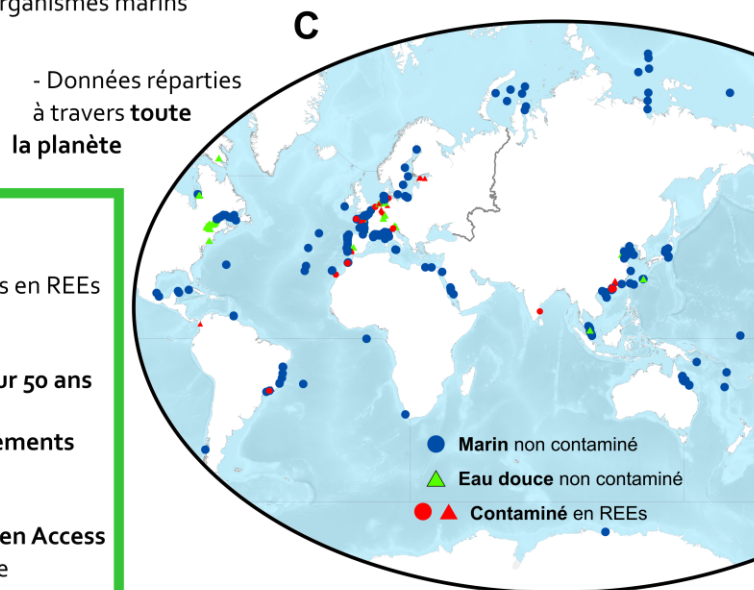 organismes marins
C
- Données réparties
à travers toute
la planète
s en REEs
ur 50 ans
ements
en Access
e
Marin non contaminé
Eau douce non contaminé
Contaminé en REEs